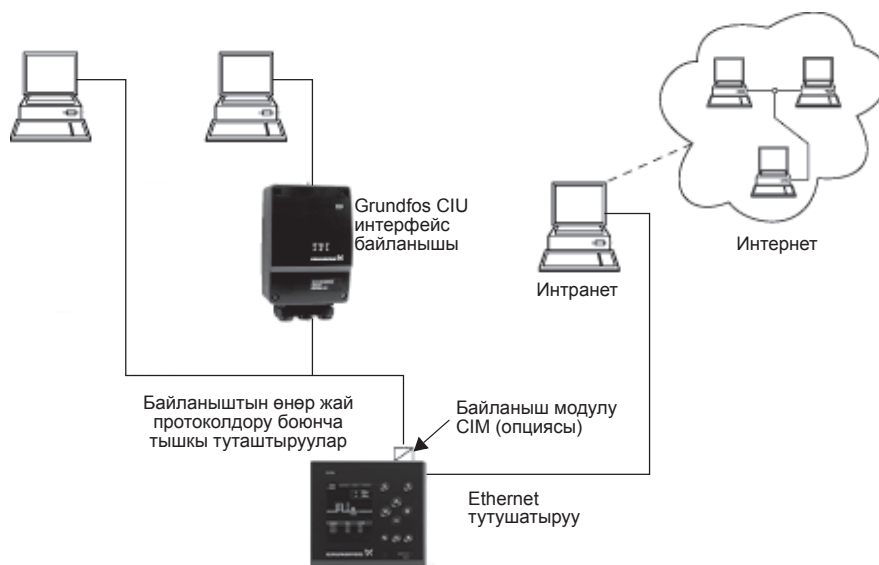 Grundfos CIU
интерфейс
байланышы
Интернет
Интранет
Байланыштын өнөр жай
протоколдору боюнча
тышкы туташтыруулар
Байланыш модулу
CIM (опциясы)
Ethernet
тутушатыруу